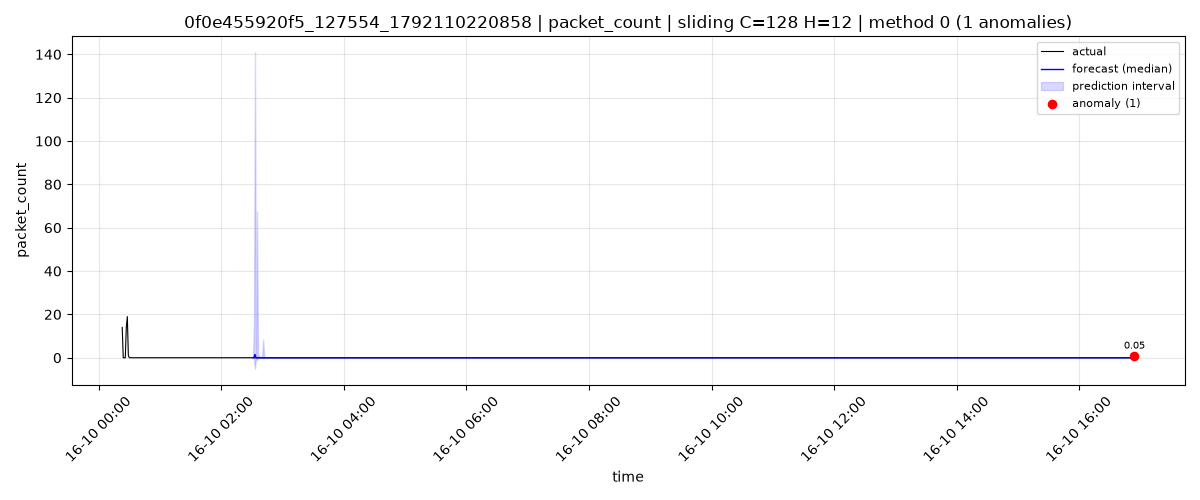 0f0e455920f5_127554_1792110220858 | packet_count | sliding C=128 H=12 | method 0 (1 anomalies)
actual
forecast (median)
prediction interval
anomaly (1)
packet_count
140
120
100
80
60
40
20
0
0.05
16-10 00:00
16-10 02:00
16-10 04:00
16-10 06:00
16-10 08:00
16-10 10:00
16-10 12:00
16-10 14:00
16-10 16:00
time